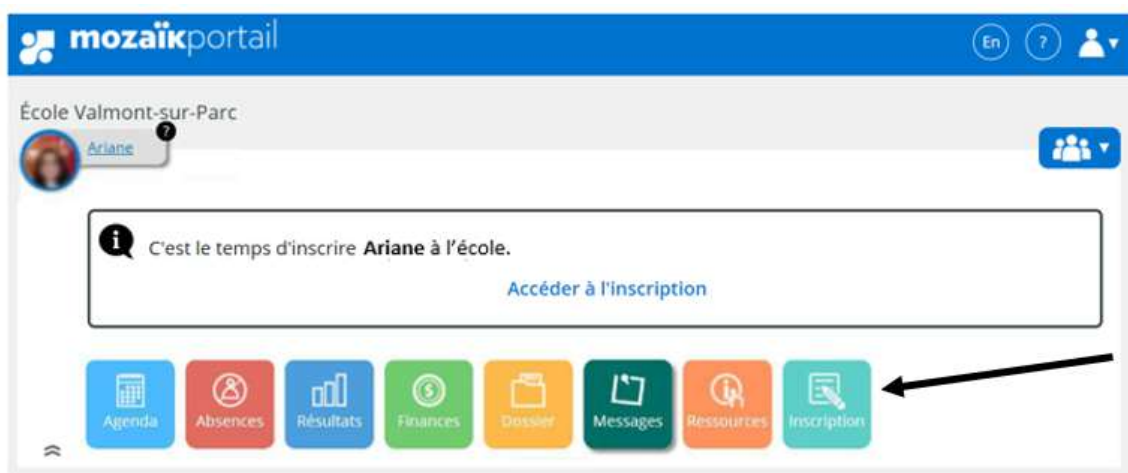 mozaïkportail
En ?
École Valmont-sur-Parc
?
Ariane
i C'est le temps d'inscrire Ariane à l'école.
Accéder à l'inscription
Agenda Absences Résultats Finances Dossier Messages Ressources Inscription